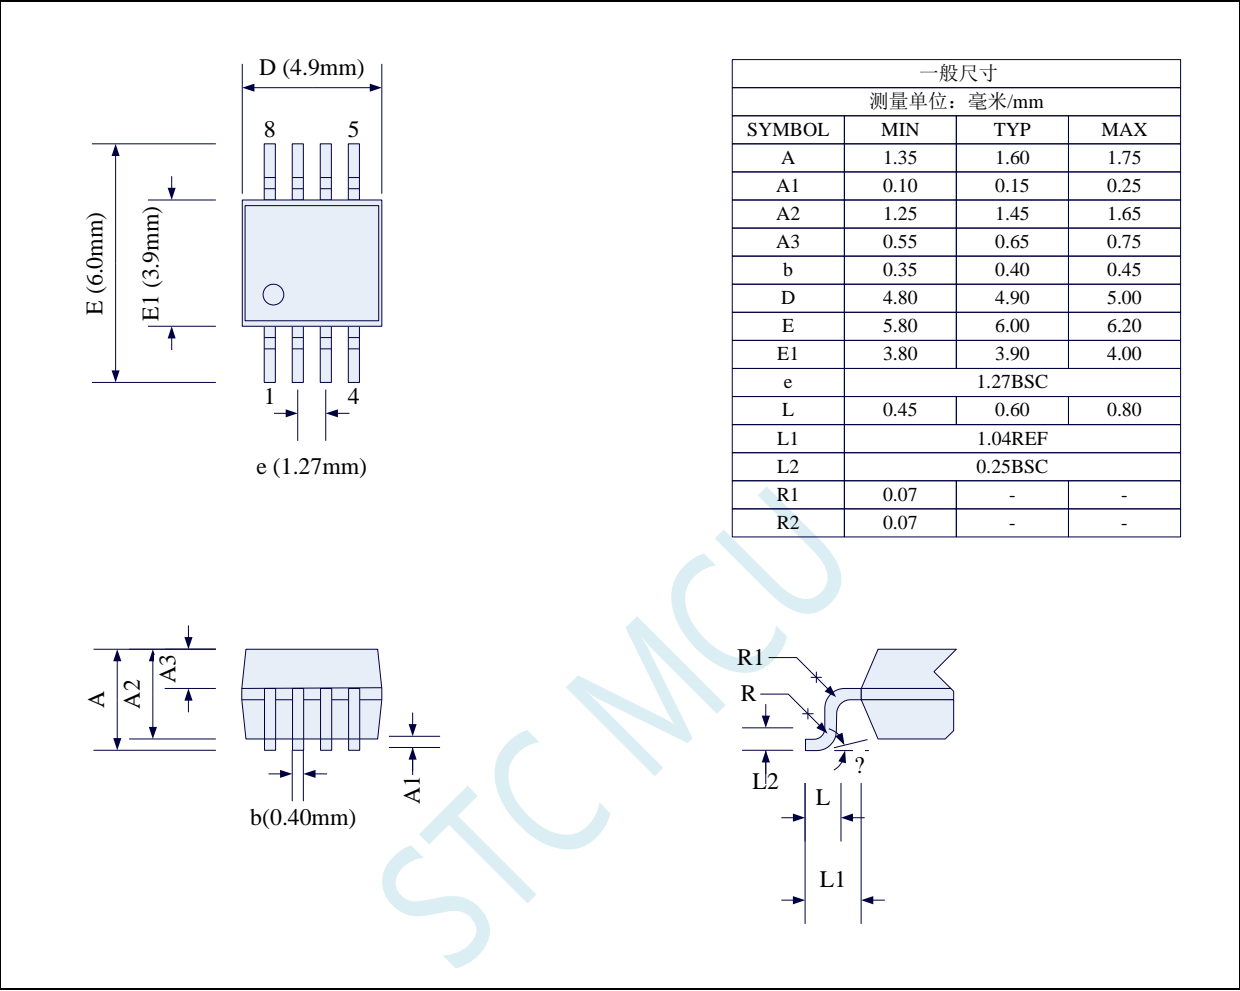 D (4.9mm)
8 5
E (6.0mm)
E1 (3.9mm)
1 4
e (1.27mm)
一般尺寸
测量单位：毫米/mm
SYMBOL MIN TYP MAX
A 1.35 1.60 1.75
A1 0.10 0.15 0.25
A2 1.25 1.45 1.65
A3 0.55 0.65 0.75
b 0.35 0.40 0.45
D 4.80 4.90 5.00
E 5.80 6.00 6.20
E1 3.80 3.90 4.00
e 1.27BSC
L 0.45 0.60 0.80
L1 1.04REF
L2 0.25BSC
R1 0.07 - -
R2 0.07 - -
A
A2
A3
A1
b(0.40mm)
R1
R
L2
?
L
L1
STC MCU